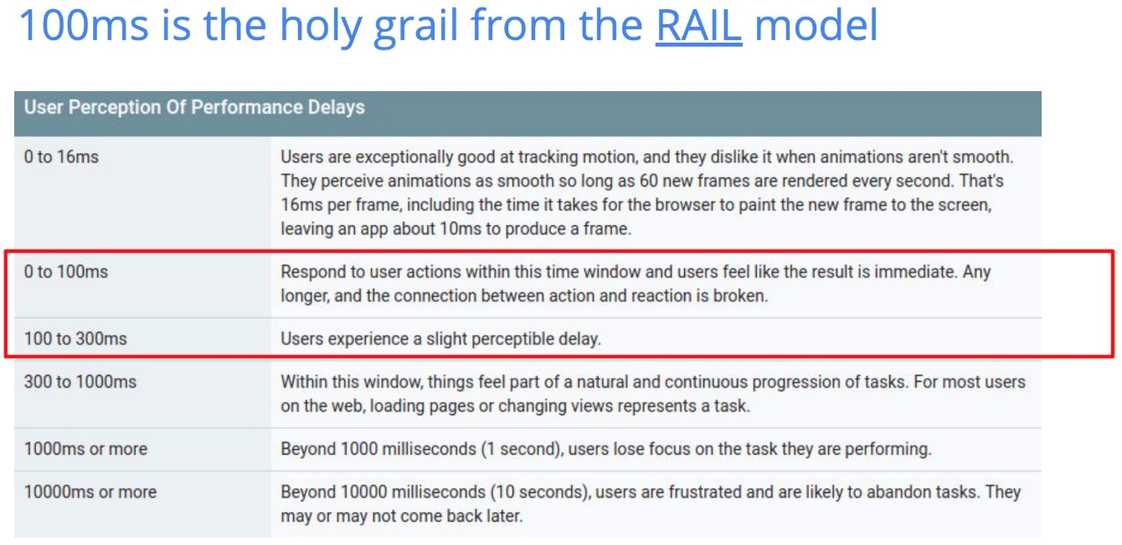 100ms is the holy grail from the RAIL model
User Perception Of Performance Delays
0 to 16ms
Users are exceptionally good at tracking motion, and they dislike it when animations aren't smooth.
They perceive animations as smooth so long as 60 new frames are rendered every second. That's
16ms per frame, including the time it takes for the browser to paint the new frame to the screen,
leaving an app about 10ms to produce a frame.
0 to 100ms
Respond to user actions within this time window and users feel like the result is immediate. Any
longer, and the connection between action and reaction is broken.
100 to 300ms
Users experience a slight perceptible delay.
300 to 1000ms
Within this window, things feel part of a natural and continuous progression of tasks. For most users
on the web, loading pages or changing views represents a task.
1000ms or more
Beyond 1000 milliseconds (1 second), users lose focus on the task they are performing.
10000ms or more
Beyond 10000 milliseconds (10 seconds), users are frustrated and are likely to abandon tasks. They
may or may not come back later.